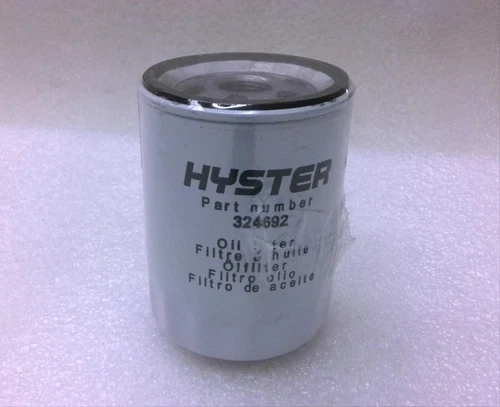 HYSTER
Part number
324692
Oil
Filtre à huile
Ölfilter
Filtro olio
Filtro de aceite